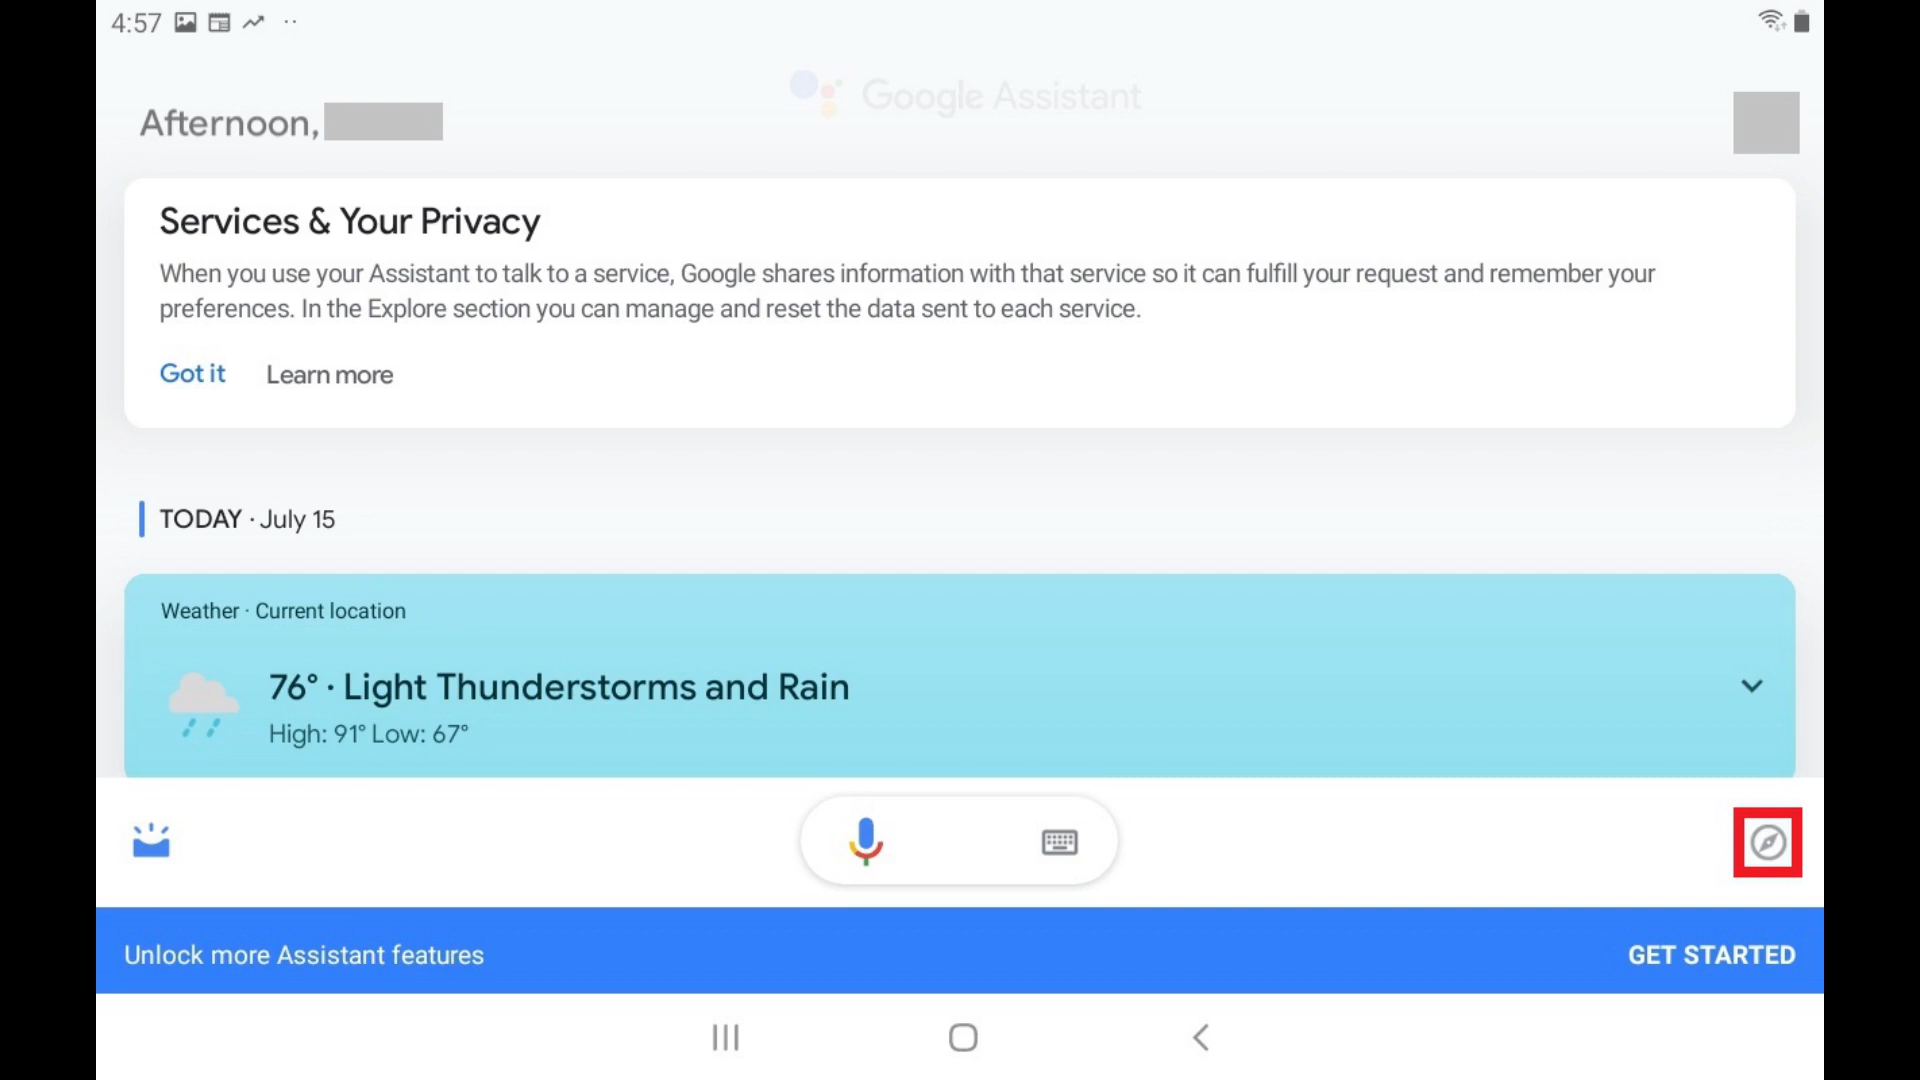 4:57
Google Assistant
Afternoon,
Services & Your Privacy
When you use your Assistant to talk to a service, Google shares information with that service so it can fulfill your request and remember your
preferences. In the Explore section you can manage and reset the data sent to each service.
Got it Learn more
TODAY · July 15
Weather · Current location
76° · Light Thunderstorms and Rain
High: 91° Low: 67°
Unlock more Assistant features GET STARTED